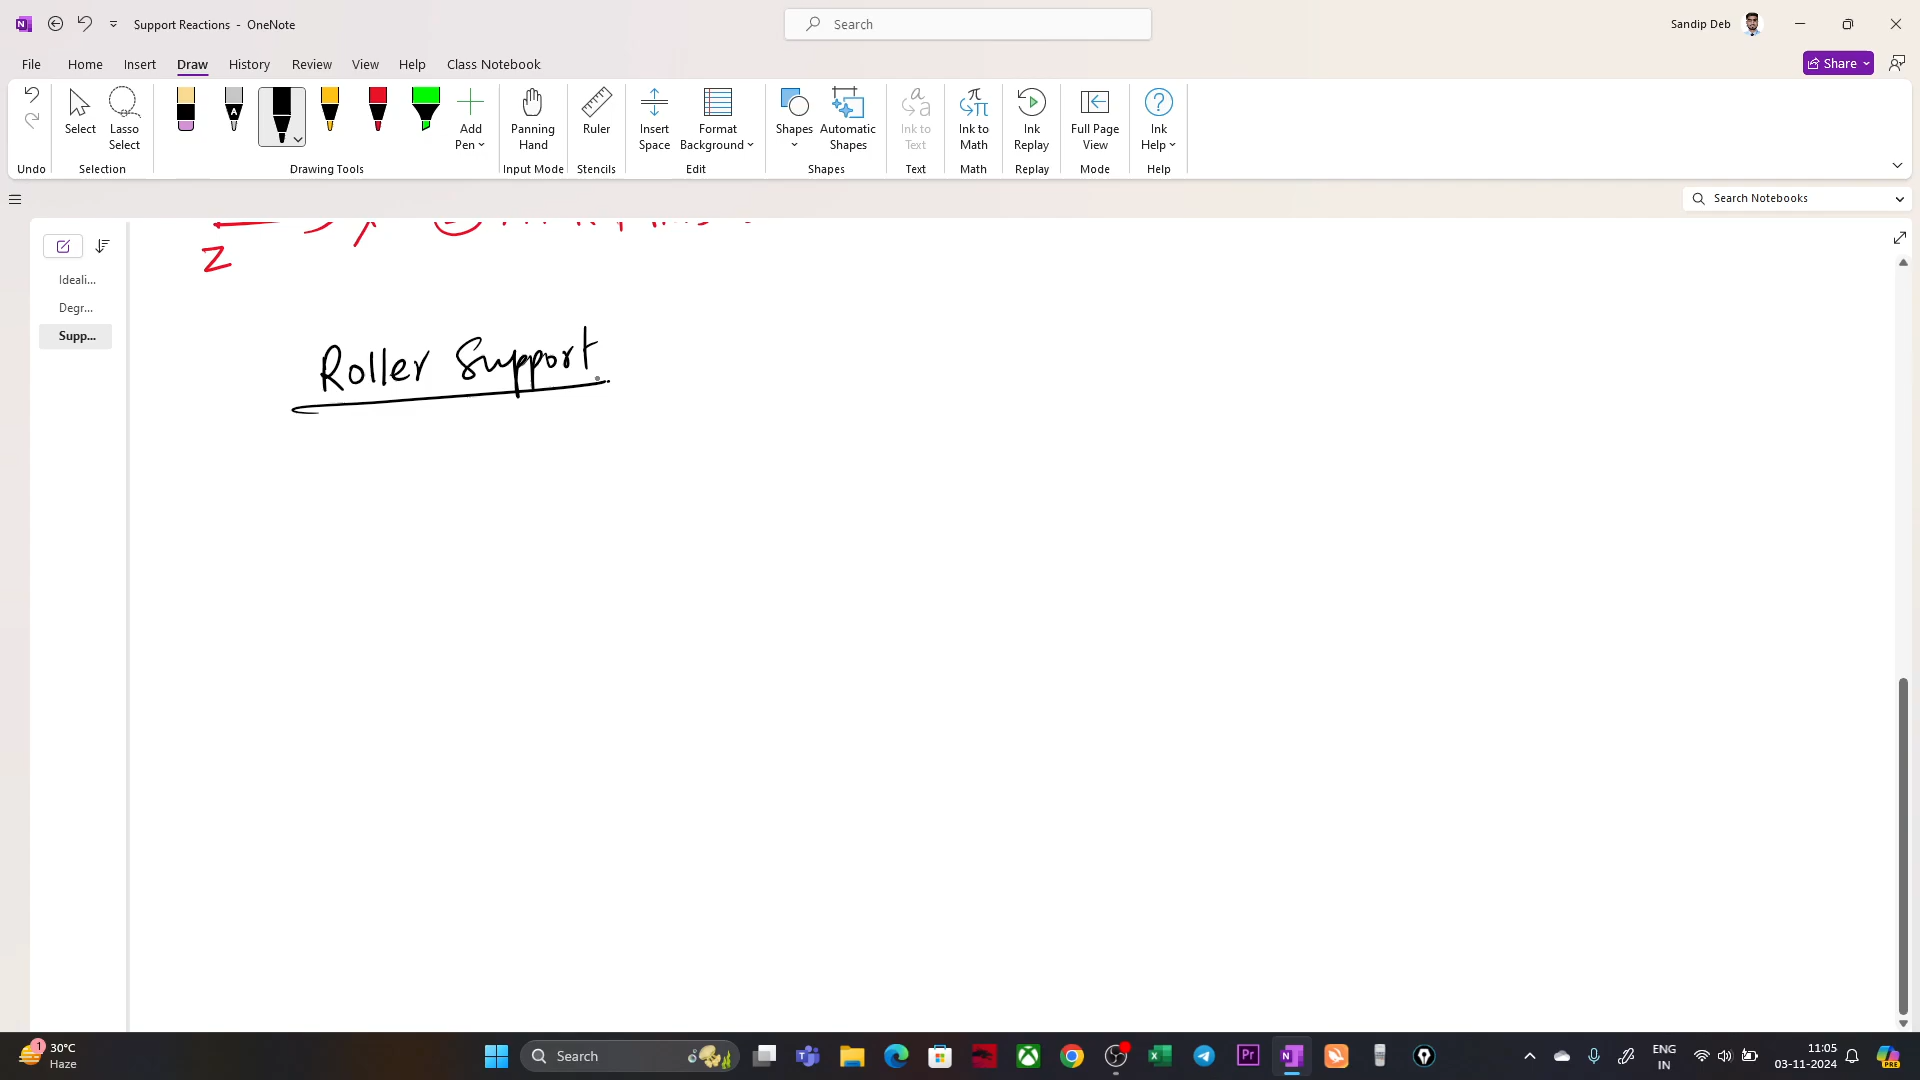 Support Reactions - OneNote
Search
Sandip Deb
File Home Insert Draw History Review View Help Class Notebook
Share
Select
Lasso Select
Add Pen
Panning Hand
Ruler
Insert Space
Format Background
Shapes
Automatic Shapes
Ink to Text
Ink to Math
Ink Replay
Full Page View
Ink Help
Undo Selection Drawing Tools Input Mode Stencils Edit Shapes Text Math Replay Mode Help
Search Notebooks
Ideali...
Degr...
Supp...
Z
Roller Support
30°C
Haze
Search
ENG
IN
11:05
03-11-2024